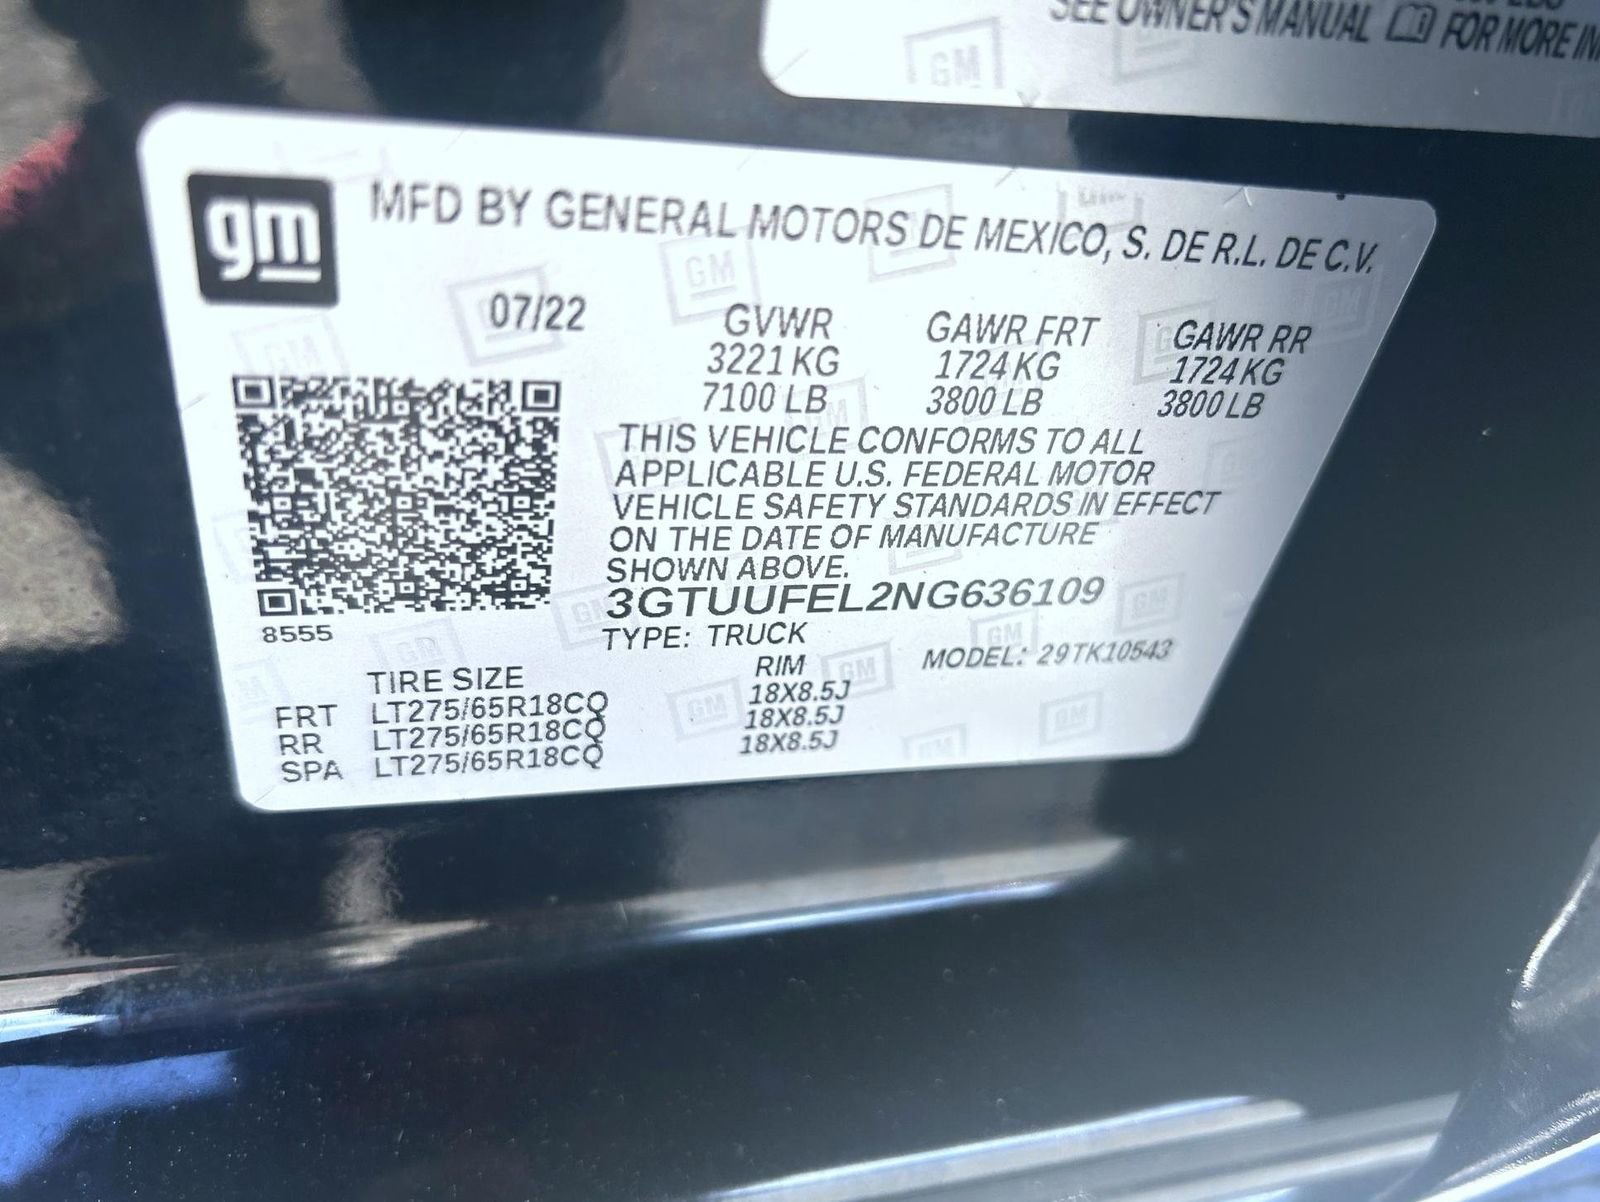 SEE OWNER'S MANUAL FOR MORE
gm
MFD BY GENERAL MOTORS DE MEXICO, S. DE R.L. DE C.V.
07/22
GVWR GAWR FRT GAWR RR
3221 KG 1724 KG 1724 KG
7100 LB 3800 LB 3800 LB
THIS VEHICLE CONFORMS TO ALL
APPLICABLE U.S. FEDERAL MOTOR
VEHICLE SAFETY STANDARDS IN EFFECT
ON THE DATE OF MANUFACTURE
SHOWN ABOVE.
3GTUUFEL2NG636109
8555
TYPE: TRUCK
MODEL: 29TK10543
TIRE SIZE RIM
FRT LT275/65R18CQ 18X8.5J
RR LT275/65R18CQ 18X8.5J
SPA LT275/65R18CQ 18X8.5J